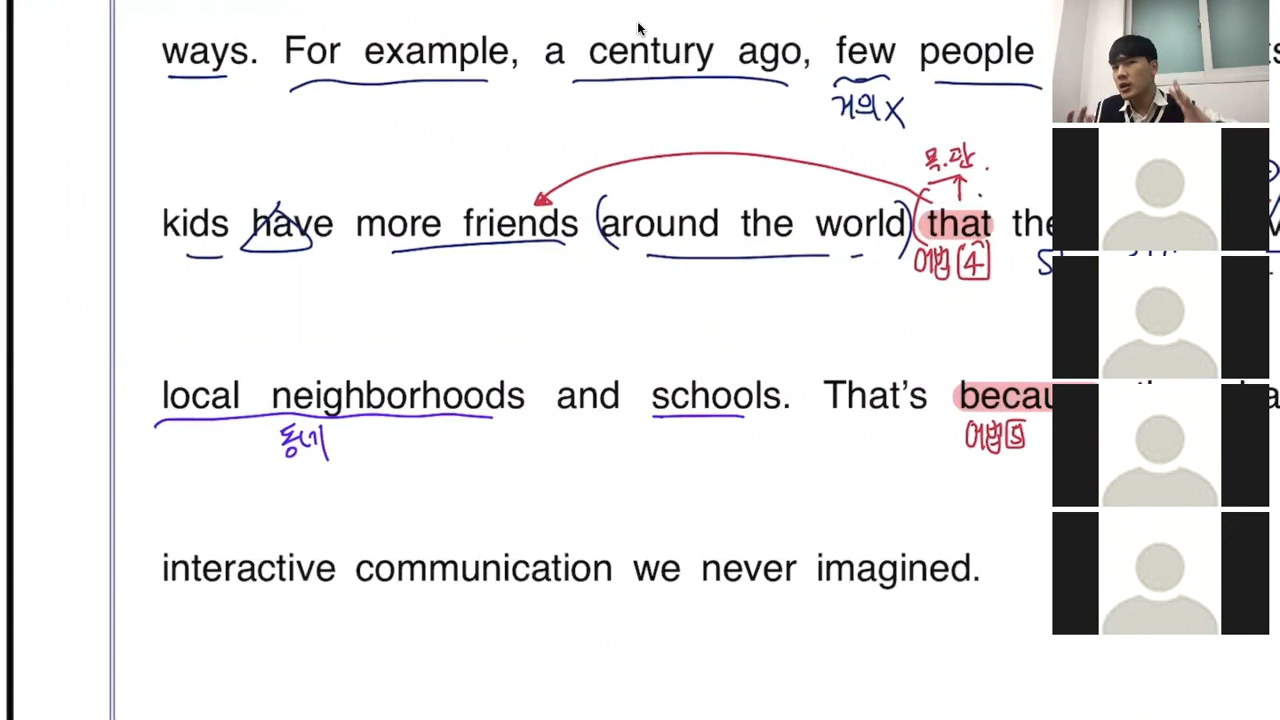 ways. For example, a century ago, few people
거의X
목.관.
kids have more friends (around the world) (that the
어법 4
local neighborhoods and schools. That's becau
동네
어법 5
interactive communication we never imagined.